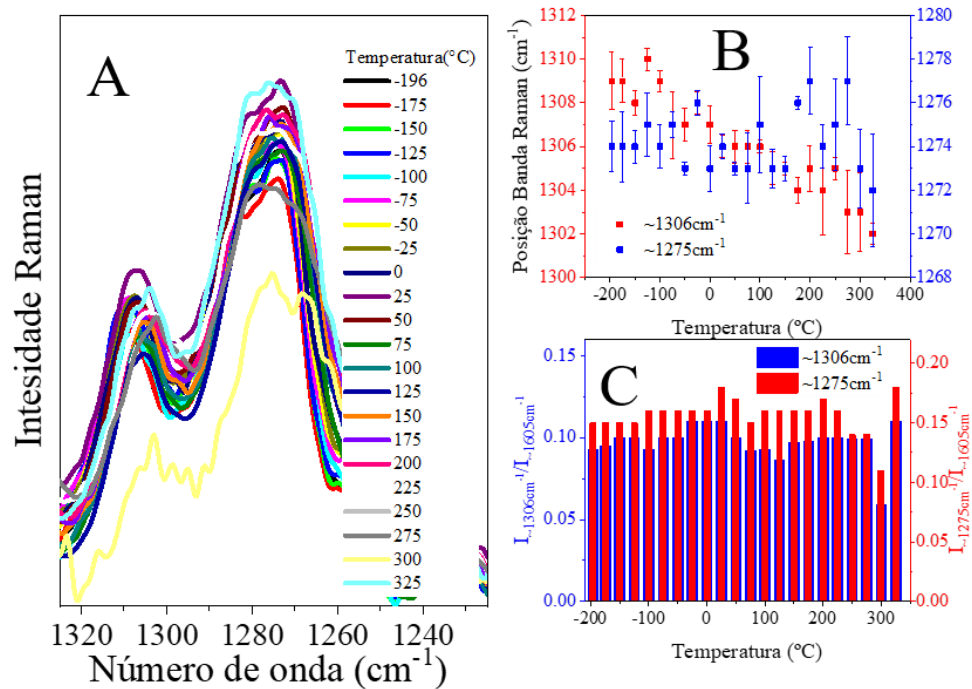 A
Temperatura(°C)
-196
-175
-150
-125
-100
-75
-50
-25
0
25
50
75
100
125
150
175
200
225
250
275
300
325
Intesidade Raman
1320 1300 1280 1260 1240
Número de onda (cm-1)
B
1312
1310
1308
1306
1304
1302
1300
Posição Banda Raman (cm-1)
1280
1278
1276
1274
1272
1270
1268
~1306cm-1
~1275cm-1
-200 -100 0 100 200 300 400
Temperatura (ºC)
C
~1306cm-1
~1275cm-1
0.15
0.10
0.05
0.00
I~1306cm-1/I~1605cm-1
0.20
0.15
0.10
0.05
0.00
I~1275cm-1/I~1605cm-1
-200 -100 0 100 200 300
Temperatura (ºC)